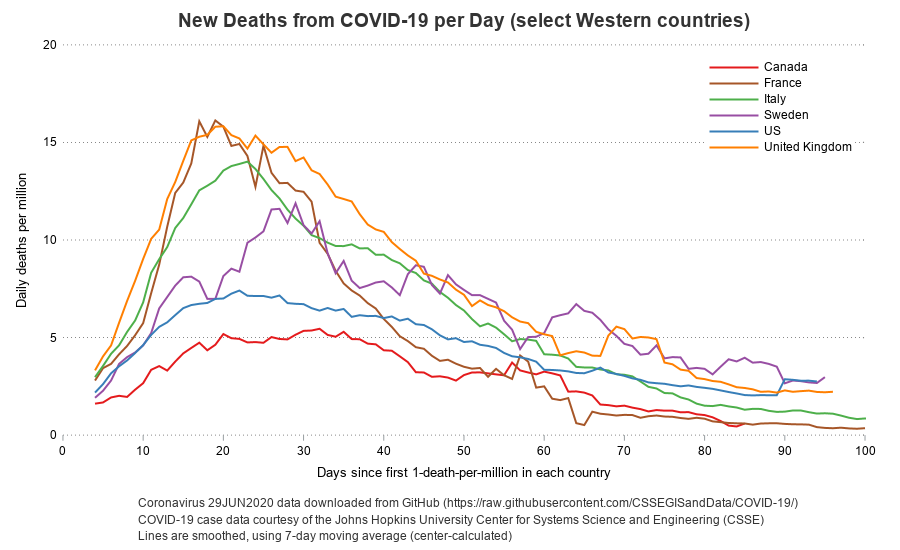 New Deaths from COVID-19 per Day (select Western countries)
20
Canada
France
Italy
Sweden
US
15
United Kingdom
Daily deaths per million
10
5
0
0 10 20 30 40 50 60 70 80 90 100
Days since first 1-death-per-million in each country
Coronavirus 29JUN2020 data downloaded from GitHub (https://raw.githubusercontent.com/CSSEGISandData/COVID-19/)
COVID-19 case data courtesy of the Johns Hopkins University Center for Systems Science and Engineering (CSSE)
Lines are smoothed, using 7-day moving average (center-calculated)